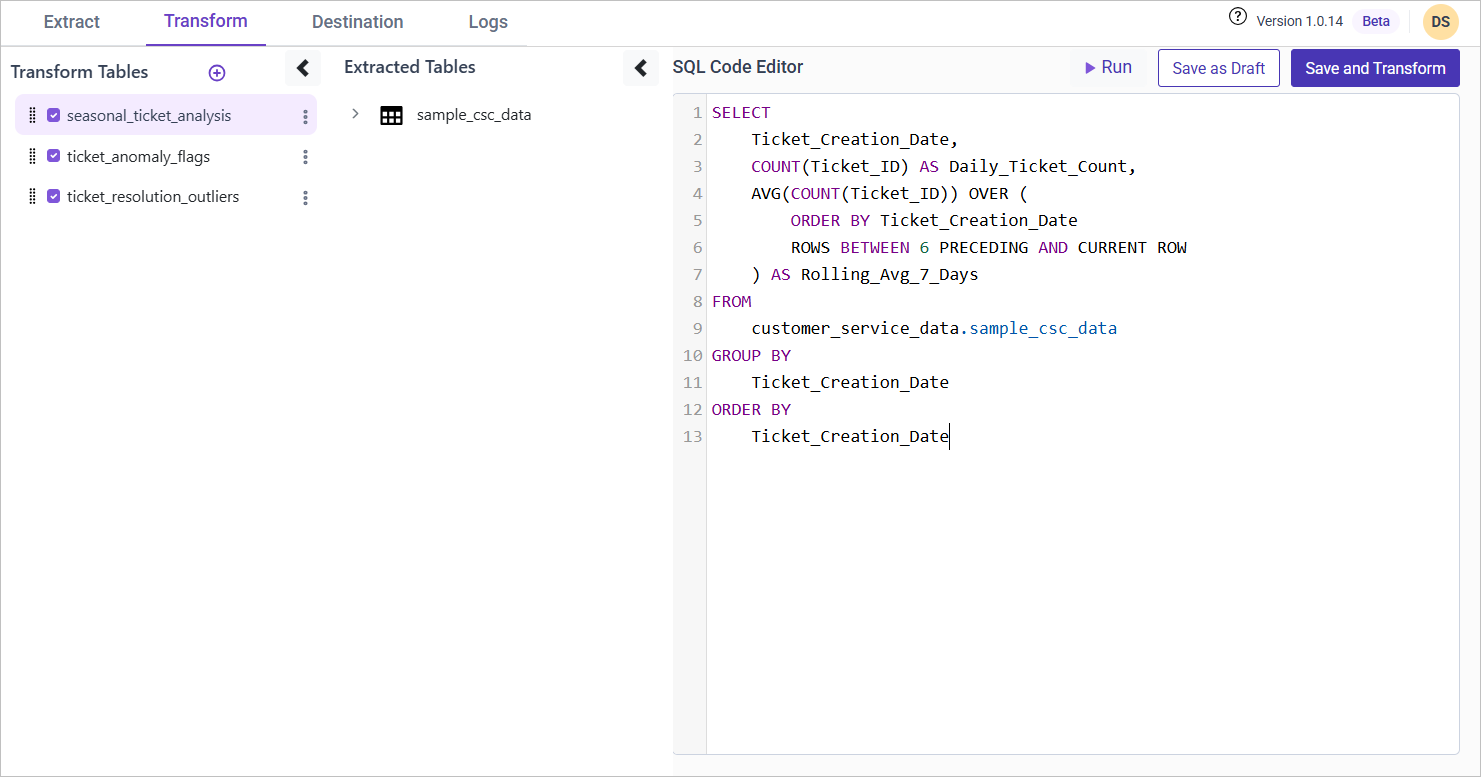 Extract Transform Destination Logs Version 1.0.14 Beta DS
Transform Tables
seasonal_ticket_analysis
ticket_anomaly_flags
ticket_resolution_outliers
Extracted Tables
sample_csc_data
SQL Code Editor Run Save as Draft Save and Transform
1 SELECT
2     Ticket_Creation_Date,
3     COUNT(Ticket_ID) AS Daily_Ticket_Count,
4     AVG(COUNT(Ticket_ID)) OVER (
5         ORDER BY Ticket_Creation_Date
6         ROWS BETWEEN 6 PRECEDING AND CURRENT ROW
7     ) AS Rolling_Avg_7_Days
8 FROM
9     customer_service_data.sample_csc_data
10 GROUP BY
11     Ticket_Creation_Date
12 ORDER BY
13     Ticket_Creation_Date